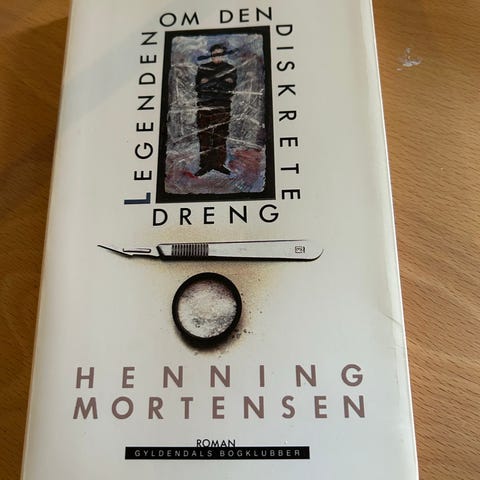 LEGENDEN
OM DEN
DISKRETE
DRENG
HENNING
MORTENSEN
ROMAN
GYLDENDALS BOGKLUBBER